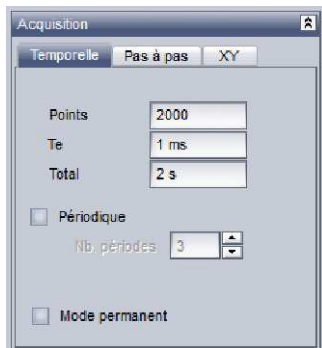 Acquisition
Temporelle Pas à pas XY
Points 2000
Te 1 ms
Total 2 s
Périodique
Nb. périodes 3
Mode permanent